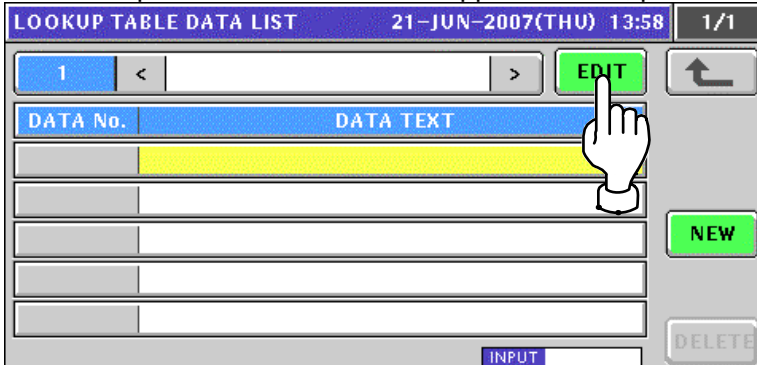 LOOKUP TABLE DATA LIST 21-JUN-2007(THU) 13:58 1/1
1 < > EDIT
DATA No. DATA TEXT
NEW
DELETE
INPUT